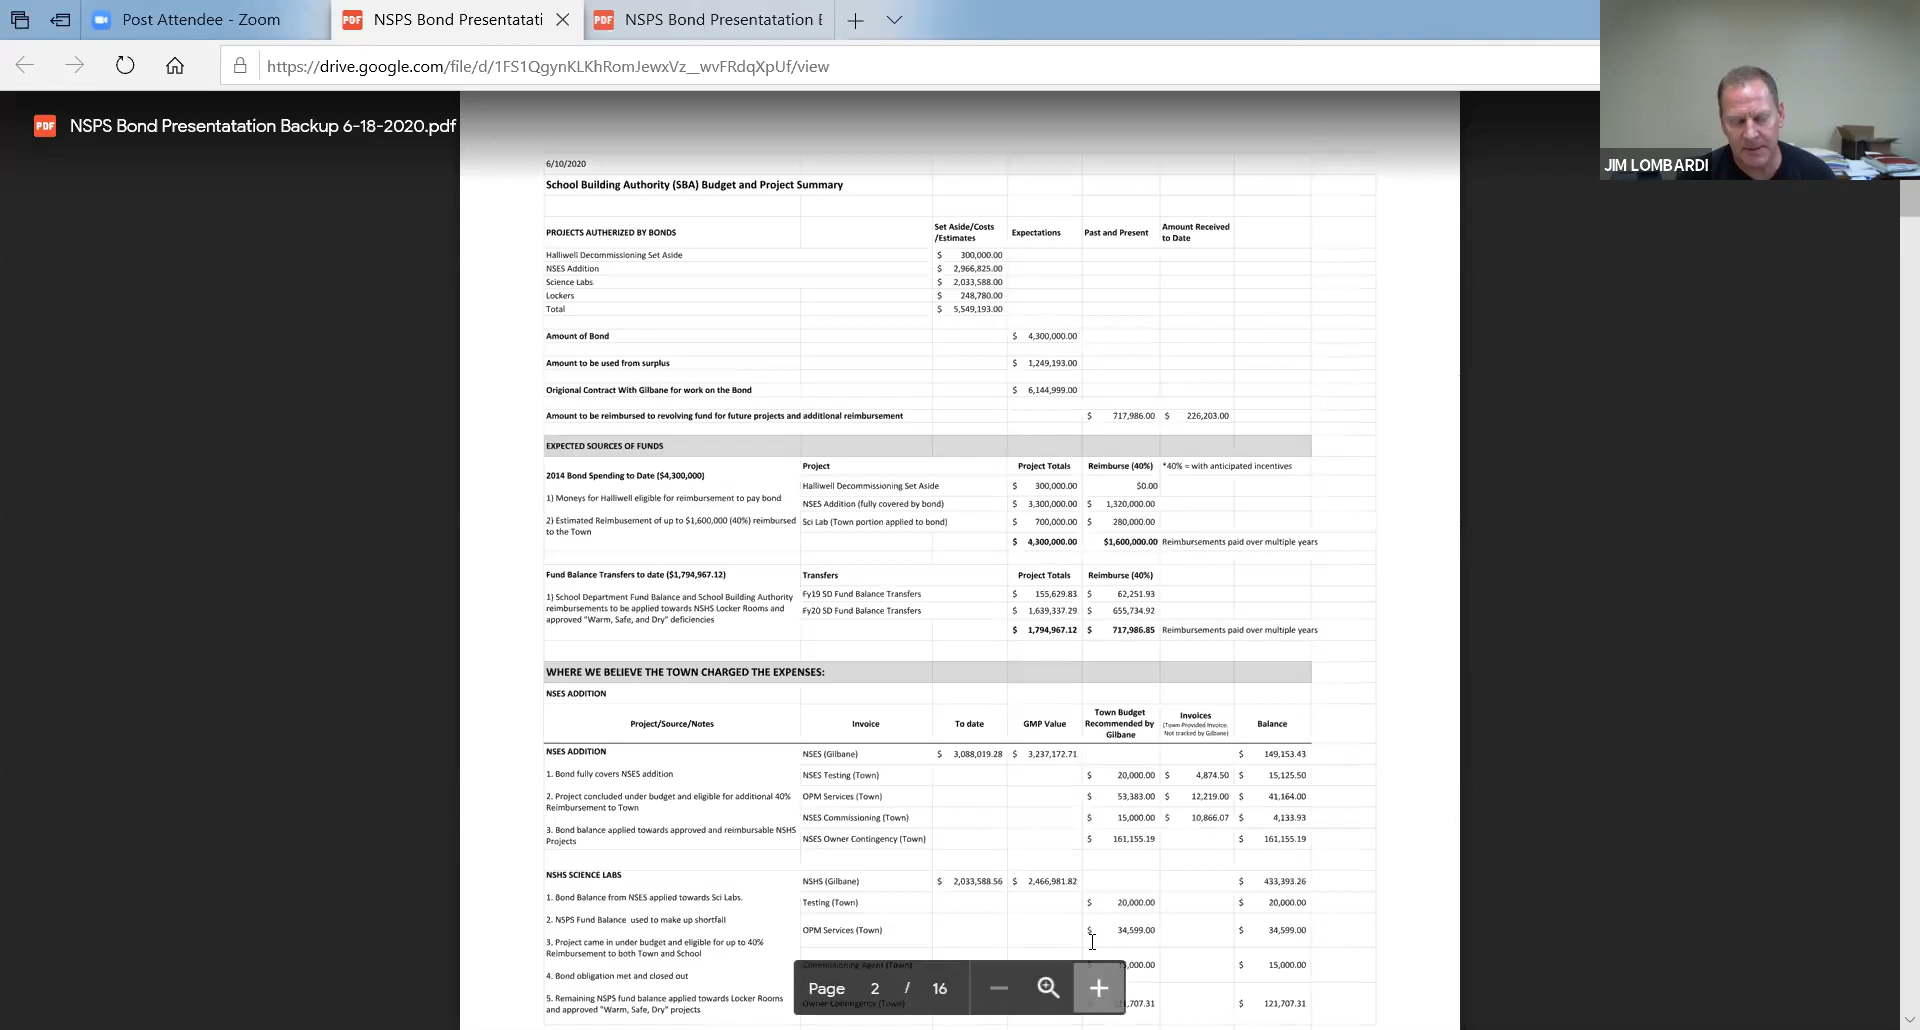 Post Attendee - Zoom
NSPS Bond Presentatati
NSPS Bond Presentatation E
https://drive.google.com/file/d/1FS1QgynKLKhRomJewxVz__wvFRdqXpUf/view
PDF NSPS Bond Presentatation Backup 6-18-2020.pdf
JIM LOMBARDI
6/10/2020
School Building Authority (SBA) Budget and Project Summary
PROJECTS AUTHERIZED BY BONDS Set Aside/Costs /Estimates Expectations Past and Present Amount Received to Date
Halliwell Decommissioning Set Aside $ 300,000.00
NSES Addition $ 2,966,825.00
Science Labs $ 2,033,588.00
Lockers $ 248,780.00
Total $ 5,549,193.00
Amount of Bond $ 4,300,000.00
Amount to be used from surplus $ 1,249,193.00
Origional Contract With Gilbane for work on the Bond $ 6,144,999.00
Amount to be reimbursed to revolving fund for future projects and additional reimbursement $ 717,986.00 $ 226,203.00
EXPECTED SOURCES OF FUNDS
2014 Bond Spending to Date ($4,300,000)
1) Moneys for Halliwell eligible for reimbursement to pay bond
2) Estimated Reimbusement of up to $1,600,000 (40%) reimbursed
to the Town
Project Project Totals Reimburse (40%) *40% = with anticipated incentives
Halliwell Decommissioning Set Aside $ 300,000.00 $0.00
NSES Addition (fully covered by bond) $ 3,300,000.00 $ 1,320,000.00
Sci Lab (Town portion applied to bond) $ 700,000.00 $ 280,000.00
$ 4,300,000.00 $1,600,000.00 Reimbursements paid over multiple years
Fund Balance Transfers to date ($1,794,967.12)
1) School Department Fund Balance and School Building Authority
reimbursements to be applied towards NSHS Locker Rooms and
approved "Warm, Safe, and Dry" deficiencies
Transfers Project Totals Reimburse (40%)
Fy19 SD Fund Balance Transfers $ 155,629.83 $ 62,251.93
Fy20 SD Fund Balance Transfers $ 1,639,337.29 $ 655,734.92
$ 1,794,967.12 $ 717,986.85 Reimbursements paid over multiple years
WHERE WE BELIEVE THE TOWN CHARGED THE EXPENSES:
NSES ADDITION
Project/Source/Notes Invoice To date GMP Value Town Budget Recommended by Gilbane Invoices (Town Provided Invoice. Not tracked by Gilbane) Balance
NSES ADDITION
1. Bond fully covers NSES addition
2. Project concluded under budget and eligible for additional 40%
Reimbursement to Town
3. Bond balance applied towards approved and reimbursable NSHS
Projects
NSES (Gilbane) $ 3,088,019.28 $ 3,237,172.71 $ 149,153.43
NSES Testing (Town) $ 20,000.00 $ 4,874.50 $ 15,125.50
OPM Services (Town) $ 53,383.00 $ 12,219.00 $ 41,164.00
NSES Commissioning (Town) $ 15,000.00 $ 10,866.07 $ 4,133.93
NSES Owner Contingency (Town) $ 161,155.19 $ 161,155.19
NSHS SCIENCE LABS
1. Bond Balance from NSES applied towards Sci Labs.
2. NSPS Fund Balance used to make up shortfall
3. Project came in under budget and eligible for up to 40%
Reimbursement to both Town and School
4. Bond obligation met and closed out
5. Remaining NSPS fund balance applied towards Locker Rooms
and approved "Warm, Safe, Dry" projects
NSHS (Gilbane) $ 2,033,588.56 $ 2,466,981.82 $ 433,393.26
Testing (Town) $ 20,000.00 $ 20,000.00
OPM Services (Town) $ 34,599.00 $ 34,599.00
Commissioning Agent (Town) $ 15,000.00
Owner Contingency (Town) $ 121,707.31
Page 2 / 16